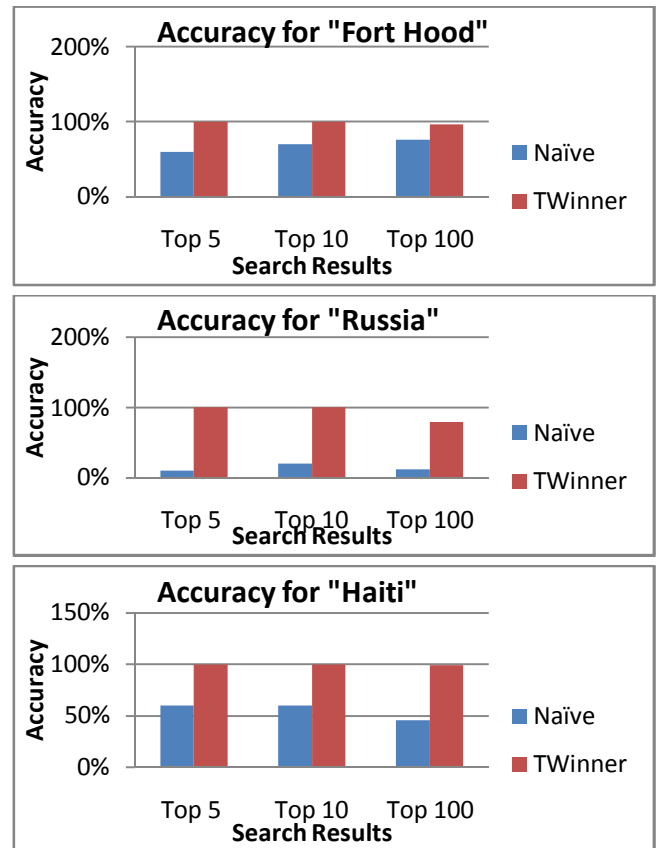 Accuracy for "Fort Hood"
200%
100%
0%
Accuracy
Top 5 Top 10 Top 100
Search Results
Naïve
TWinner
Accuracy for "Russia"
200%
100%
0%
Accuracy
Top 5 Top 10 Top 100
Search Results
Naïve
TWinner
Accuracy for "Haiti"
150%
100%
50%
0%
Accuracy
Top 5 Top 10 Top 100
Search Results
Naïve
TWinner